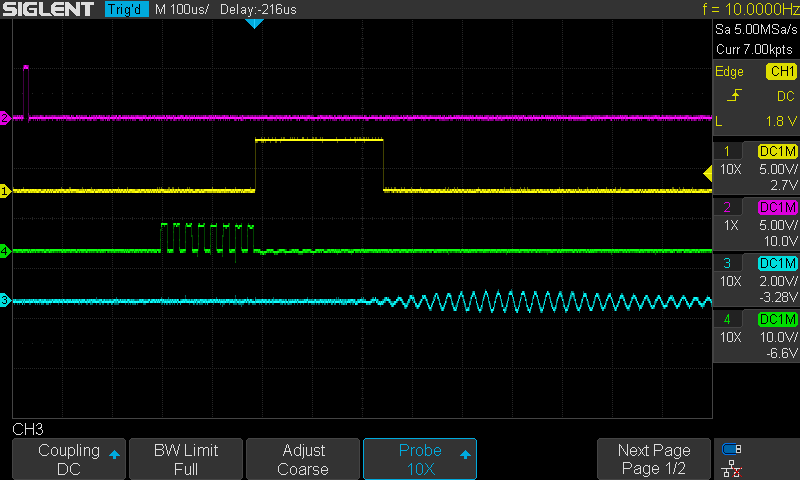 SIGLENT Trig'd M 100us/ Delay:-216us f = 10.0000Hz
Sa 5.00MSa/s
Curr 7.00kpts
Edge CH1
DC
L 1.8 V
1 DC1M
10X 5.00V/
2.7V
2 DC1M
1X 5.00V/
10.0V
3 DC1M
10X 2.00V/
-3.28V
4 DC1M
10X 10.0V/
-6.6V
2
1
4
3
CH3
Coupling
DC
BW Limit
Full
Adjust
Coarse
Probe
10X
Next Page
Page 1/2